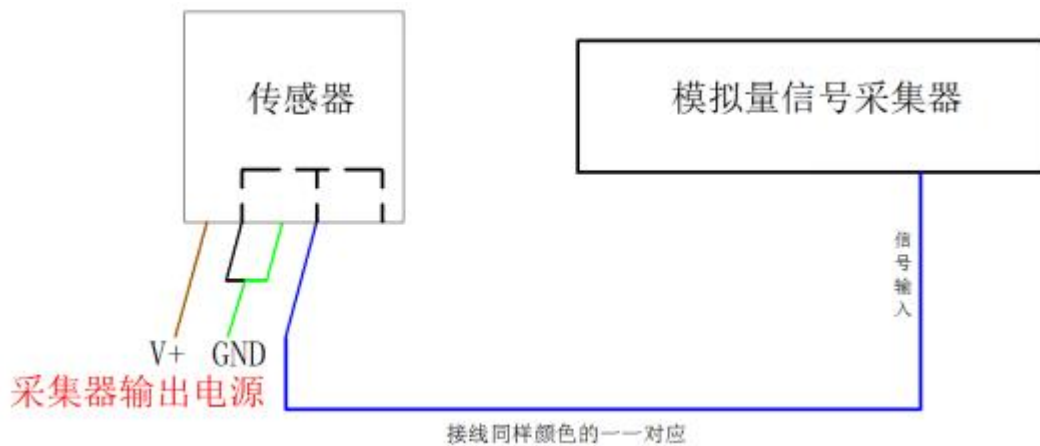 传感器
模拟量信号采集器
信号输入
V+ GND
采集器输出电源
接线同样颜色的一一对应